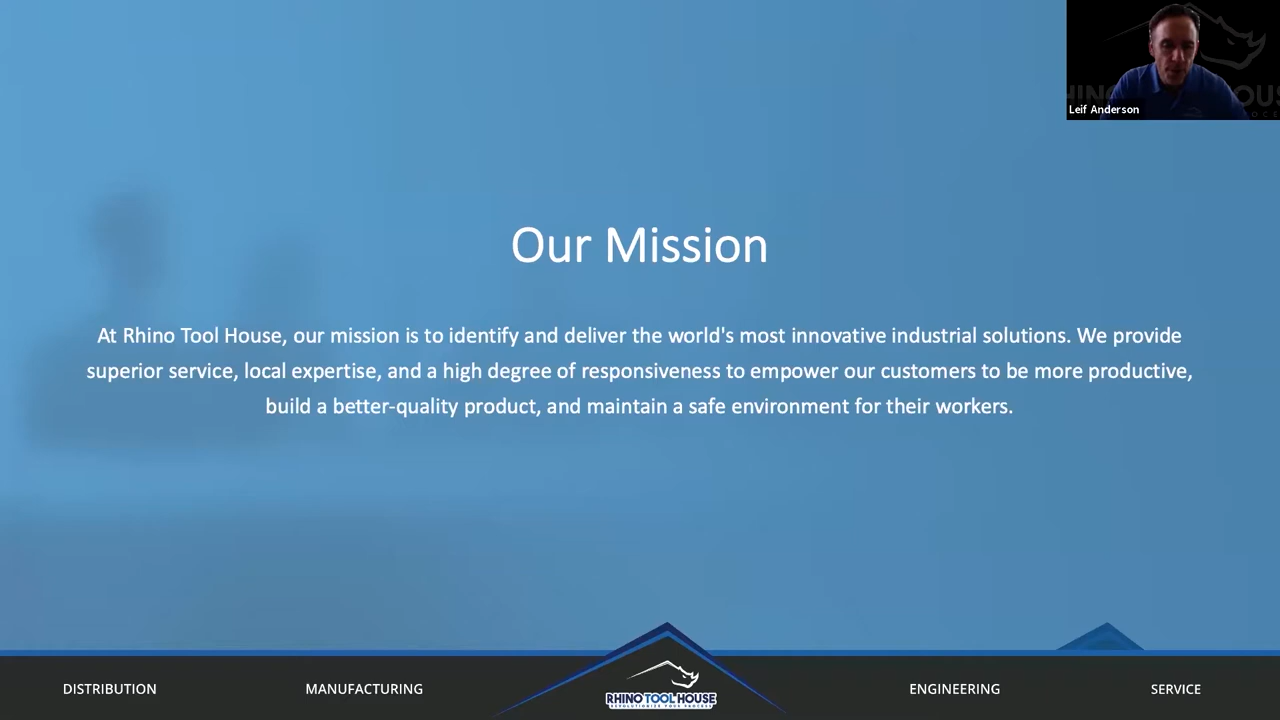 Leif Anderson
Our Mission
At Rhino Tool House, our mission is to identify and deliver the world's most innovative industrial solutions. We provide
superior service, local expertise, and a high degree of responsiveness to empower our customers to be more productive,
build a better-quality product, and maintain a safe environment for their workers.
DISTRIBUTION
MANUFACTURING
RHINO TOOL HOUSE
REVOLUTIONIZE YOUR PROCESS
ENGINEERING
SERVICE